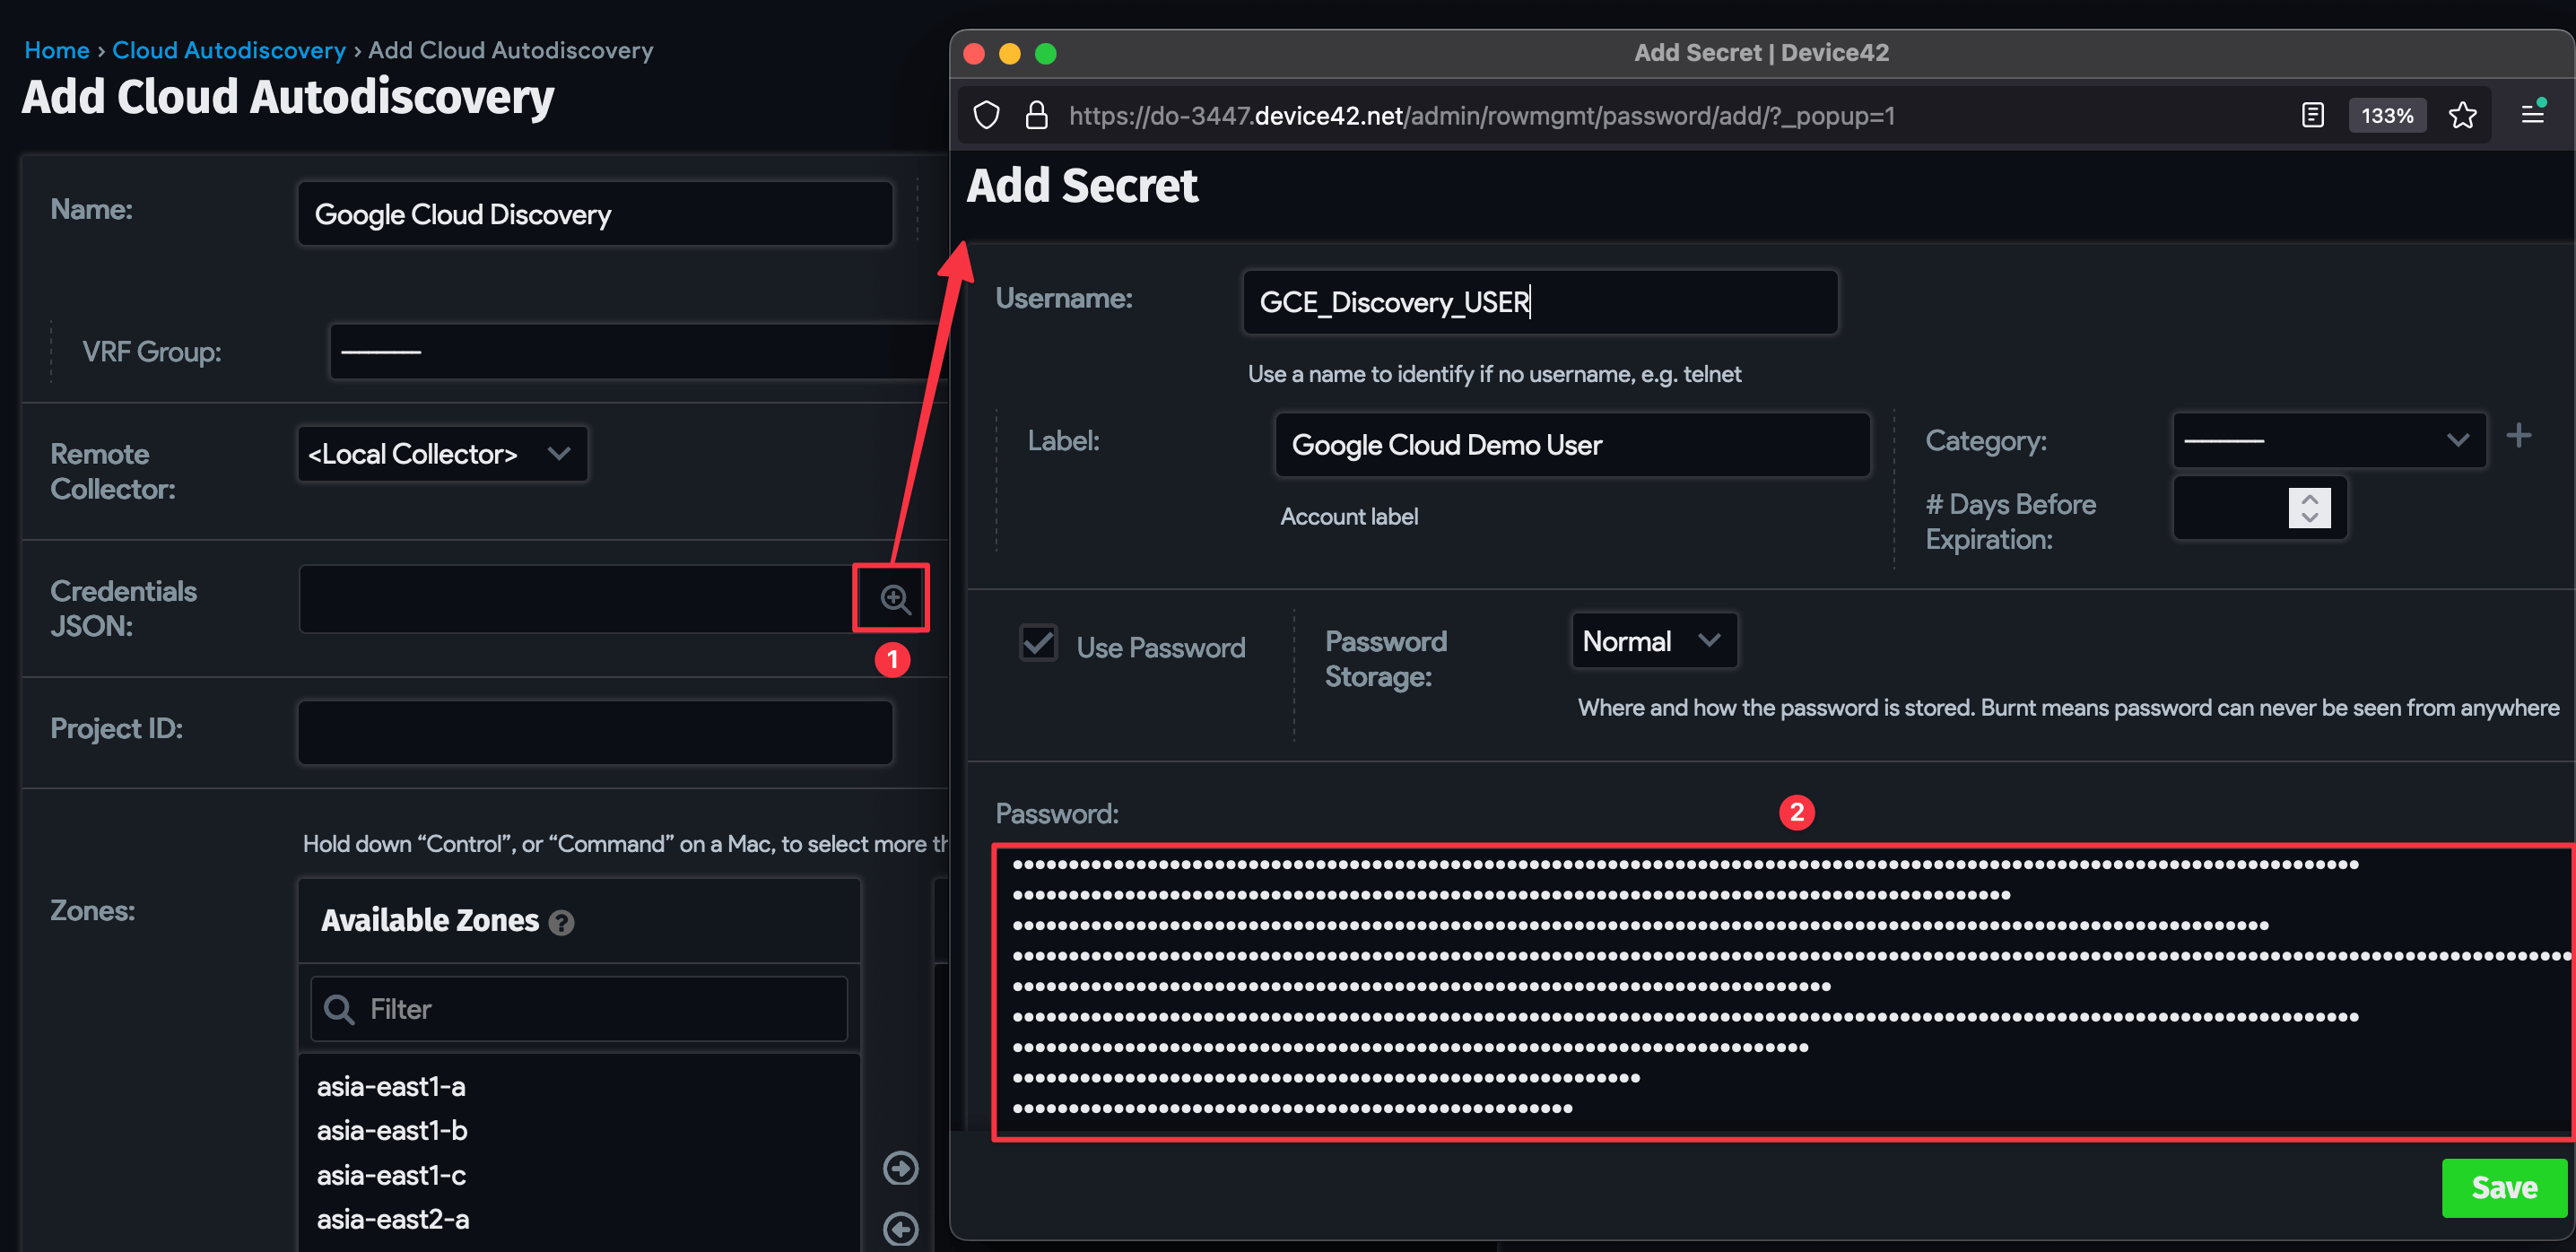 Home › Cloud Autodiscovery › Add Cloud Autodiscovery
Add Cloud Autodiscovery
Name:
Google Cloud Discovery
VRF Group:
Remote
Collector:
<Local Collector>
Credentials
JSON:
1
Project ID:
Hold down “Control”, or “Command” on a Mac, to select more th
Zones:
Available Zones ?
Filter
asia-east1-a
asia-east1-b
asia-east1-c
asia-east2-a
Add Secret | Device42
https://do-3447.device42.net/admin/rowmgmt/password/add/?_popup=1
133%
Add Secret
Username:
GCE_Discovery_USER
Use a name to identify if no username, e.g. telnet
Label:
Google Cloud Demo User
Account label
Category:
# Days Before
Expiration:
Use Password
Password
Storage:
Normal
Where and how the password is stored. Burnt means password can never be seen from anywhere
Password:
2
Save